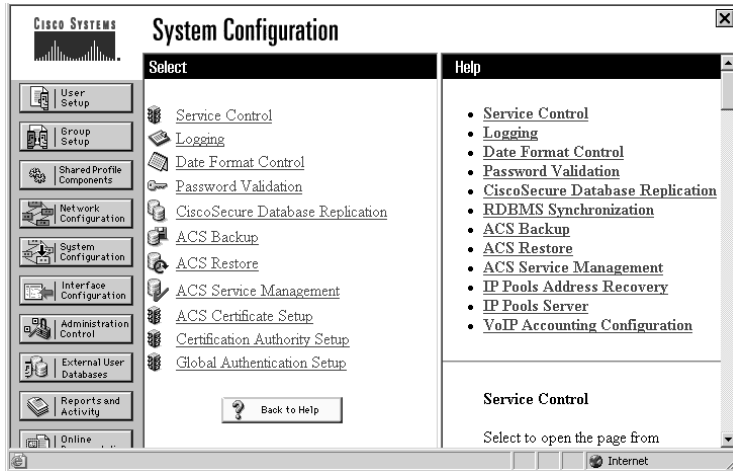 CISCO SYSTEMS
System Configuration
Select
Help
User
Setup
Group
Setup
Shared Profile
Components
Network
Configuration
System
Configuration
Interface
Configuration
Administration
Control
External User
Databases
Reports and
Activity
Online
Service Control
Logging
Date Format Control
Password Validation
CiscoSecure Database Replication
ACS Backup
ACS Restore
ACS Service Management
ACS Certificate Setup
Certification Authority Setup
Global Authentication Setup
Back to Help
Service Control
Logging
Date Format Control
Password Validation
CiscoSecure Database Replication
RDBMS Synchronization
ACS Backup
ACS Restore
ACS Service Management
IP Pools Address Recovery
IP Pools Server
VoIP Accounting Configuration
Service Control
Select to open the page from
Internet